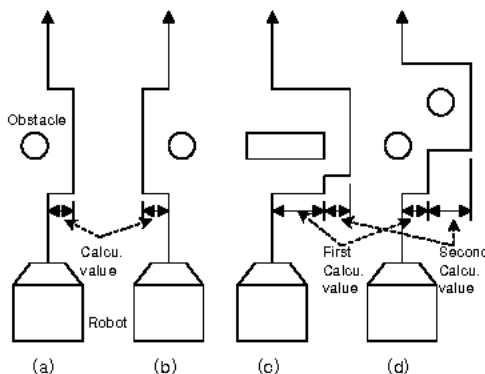 Obstacle
Calcu.
value
First
Calcu.
value
Second
Calcu.
value
Robot
(a)
(b)
(c)
(d)